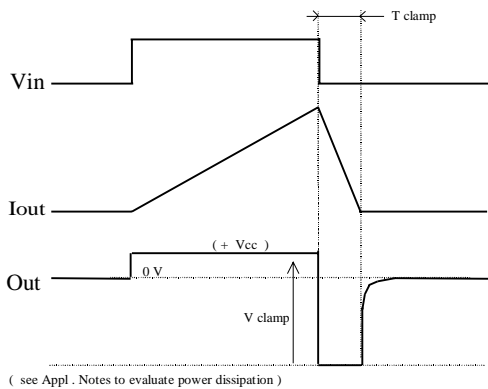 T clamp
Vin
Iout
( + Vcc )
0 V
Out
V clamp
( see Appl . Notes to evaluate power dissipation )